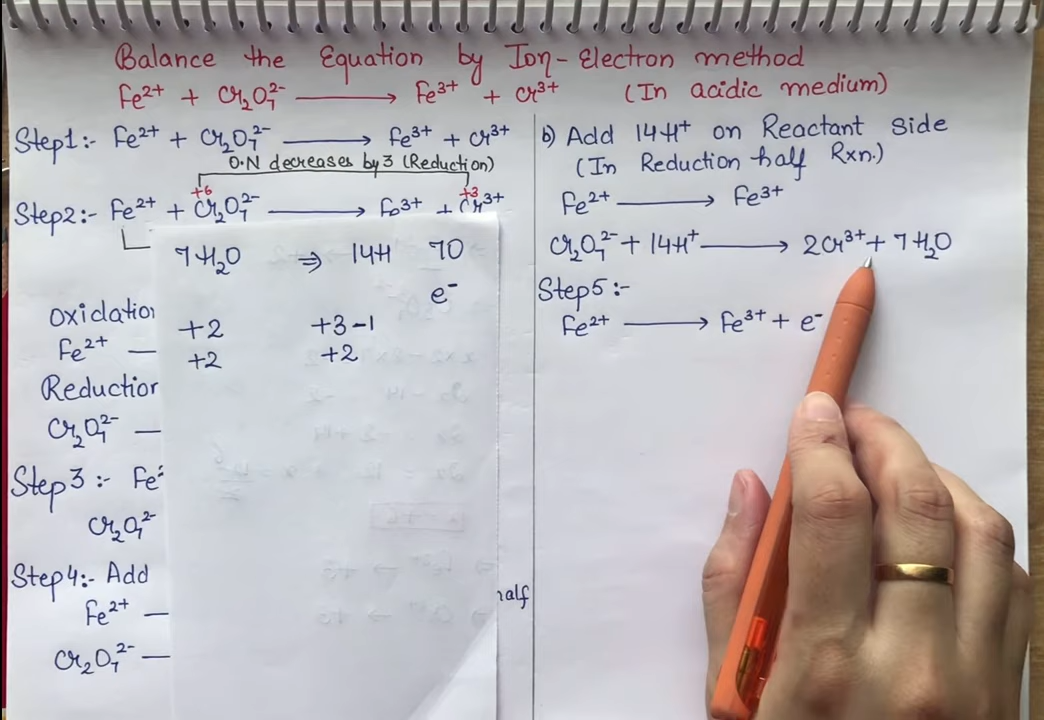 Balance the Equation by Ion-Electron method
Fe²⁺ + Cr₂O₇²⁻ ⟶ Fe³⁺ + Cr³⁺ (In acidic medium)
Step1:- Fe²⁺ + Cr₂O₇²⁻ ⟶ Fe³⁺ + Cr³⁺
O.N decreases by 3 (Reduction)
+6 +3
Step2:- Fe²⁺ + Cr₂O₇²⁻ ⟶ Fe³⁺ + Cr³⁺
7H₂O ⇒ 14H 7O
e⁻
+2 +3-1
+2 +2
Oxidation
Fe²⁺ —
Reduction
Cr₂O₇²⁻ —
Step3:- Fe²
Cr₂O₇²⁻
Step4:- Add half
Fe²⁺ —
Cr₂O₇²⁻ —
b) Add 14H⁺ on Reactant side
(In Reduction half Rxn.)
Fe²⁺ ⟶ Fe³⁺
Cr₂O₇²⁻ + 14H⁺ ⟶ 2Cr³⁺ + 7H₂O
Step5:-
Fe²⁺ ⟶ Fe³⁺ + e⁻